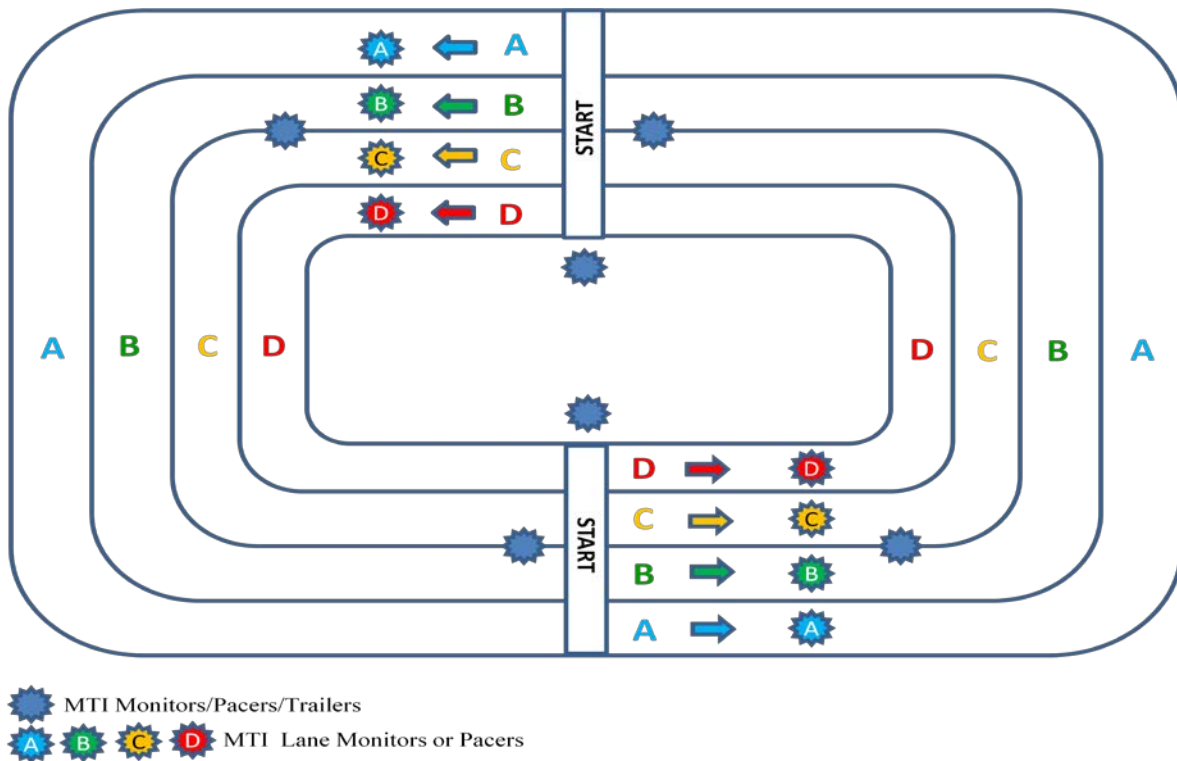 A A
B B
START
C C
D D
A B C D D C B A
D D
START
C C
B B
A A
MTI Monitors/Pacers/Trailers
A B C D MTI Lane Monitors or Pacers